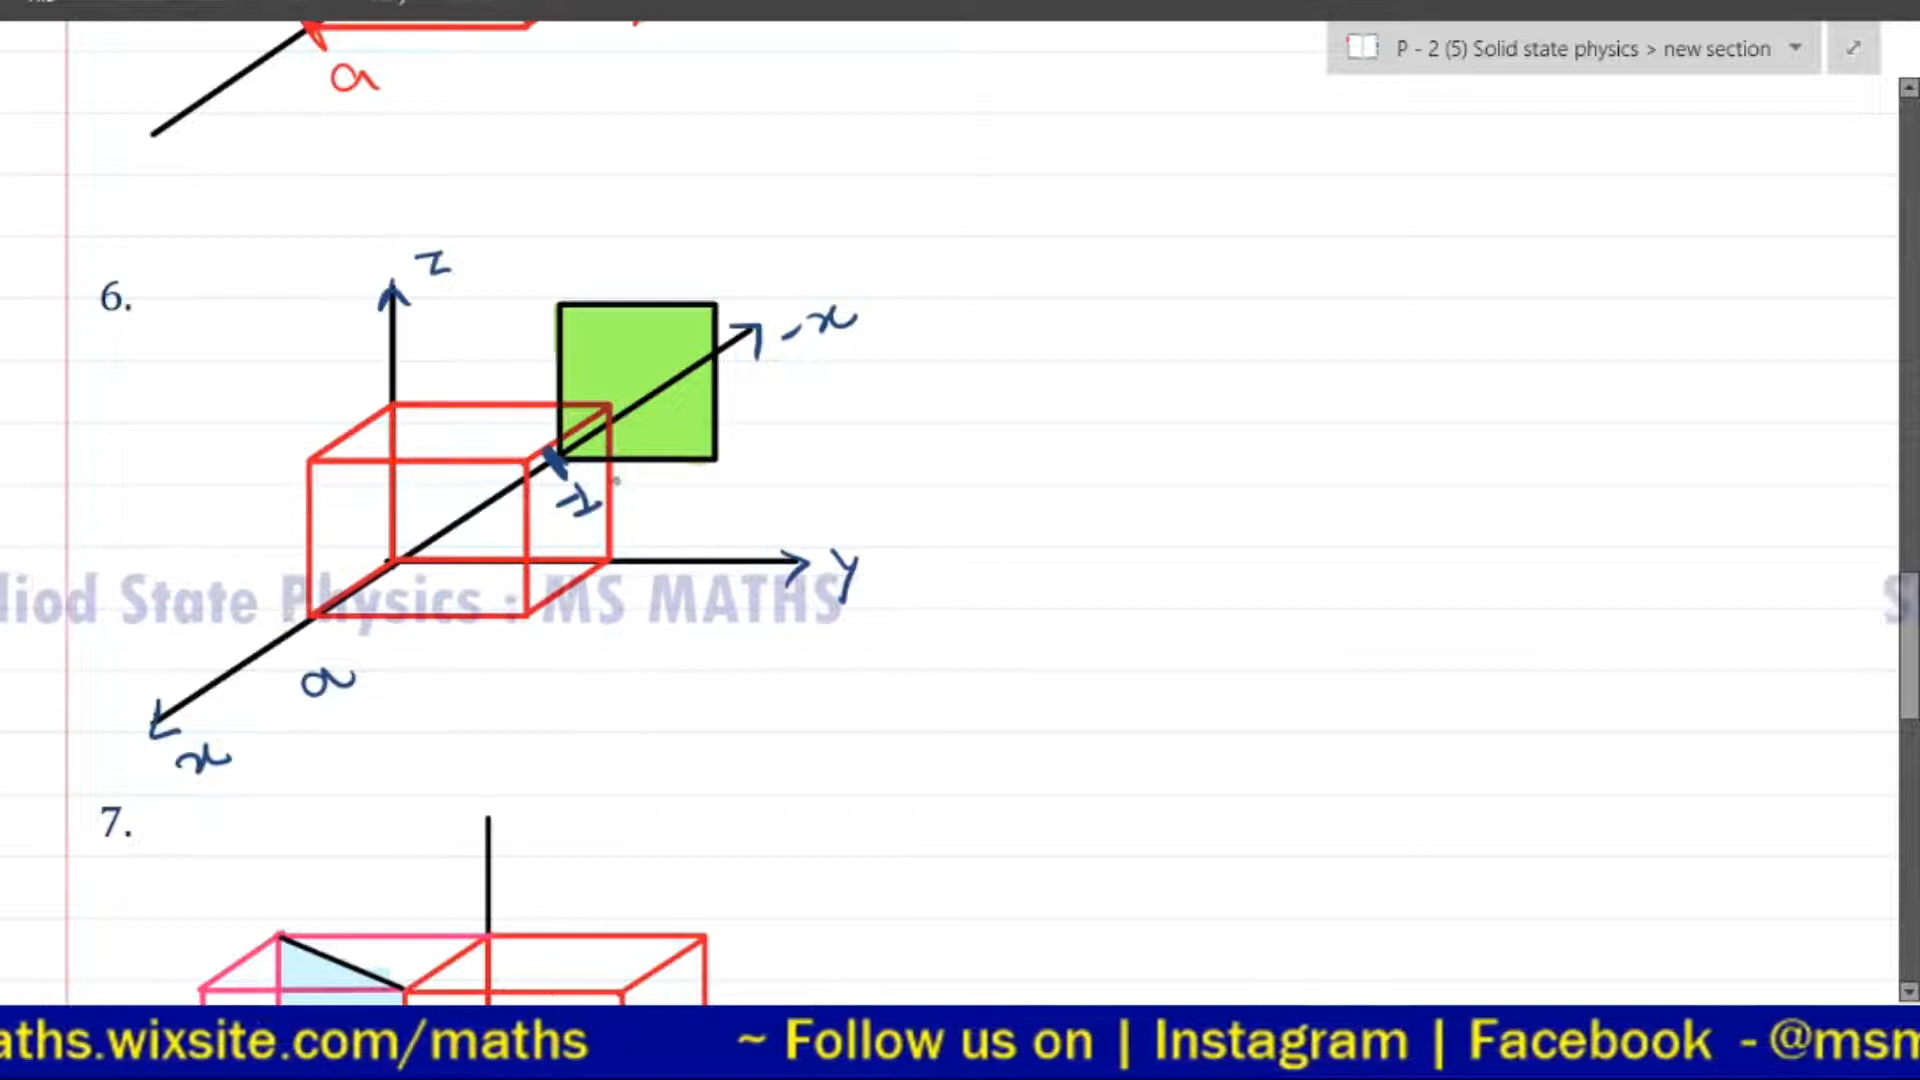 P - 2 (5) Solid state physics > new section
a
z
6.
-x
-1
y
liod State Physics : MS MATHS
S
a
x
7.
aths.wixsite.com/maths ~ Follow us on | Instagram | Facebook - @msm